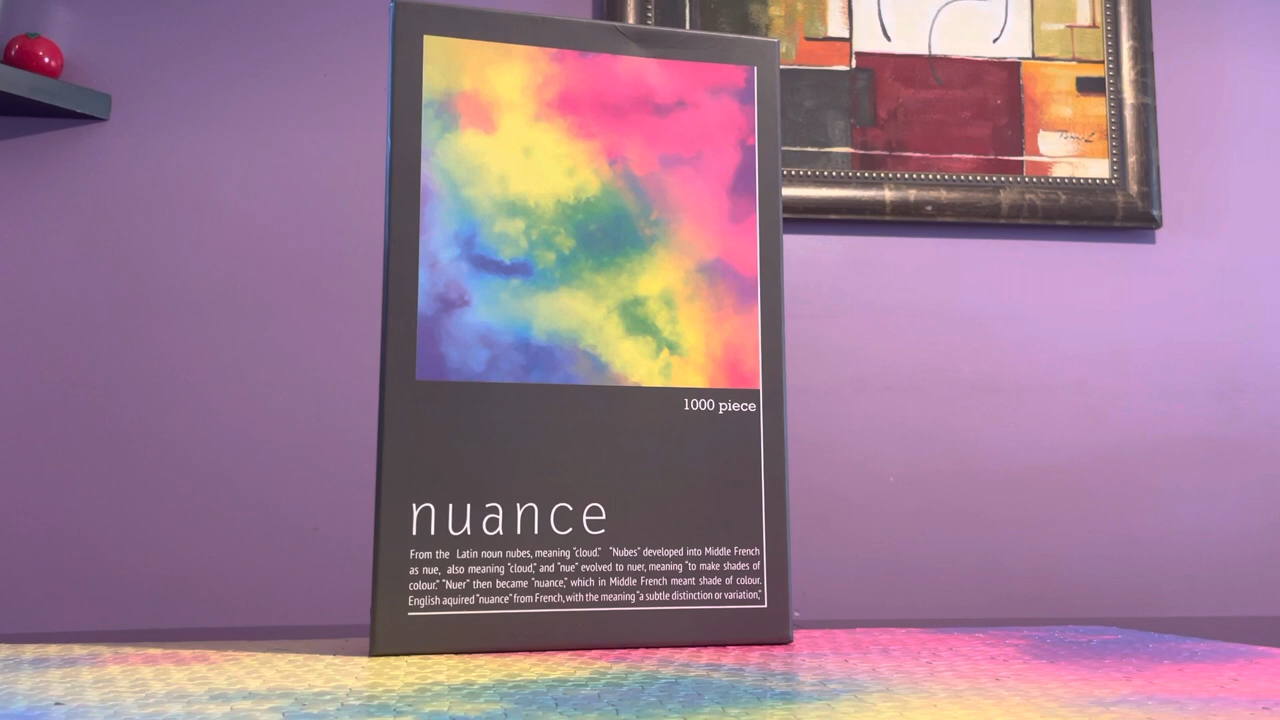 1000 piece
nuance
From the Latin noun nubes, meaning "cloud." "Nubes" developed into Middle French
as nue, also meaning "cloud," and "nue" evolved to nuer, meaning "to make shades of
colour." "Nuer" then became "nuance," which in Middle French meant shade of colour.
English aquired "nuance" from French, with the meaning "a subtle distinction or variation,"